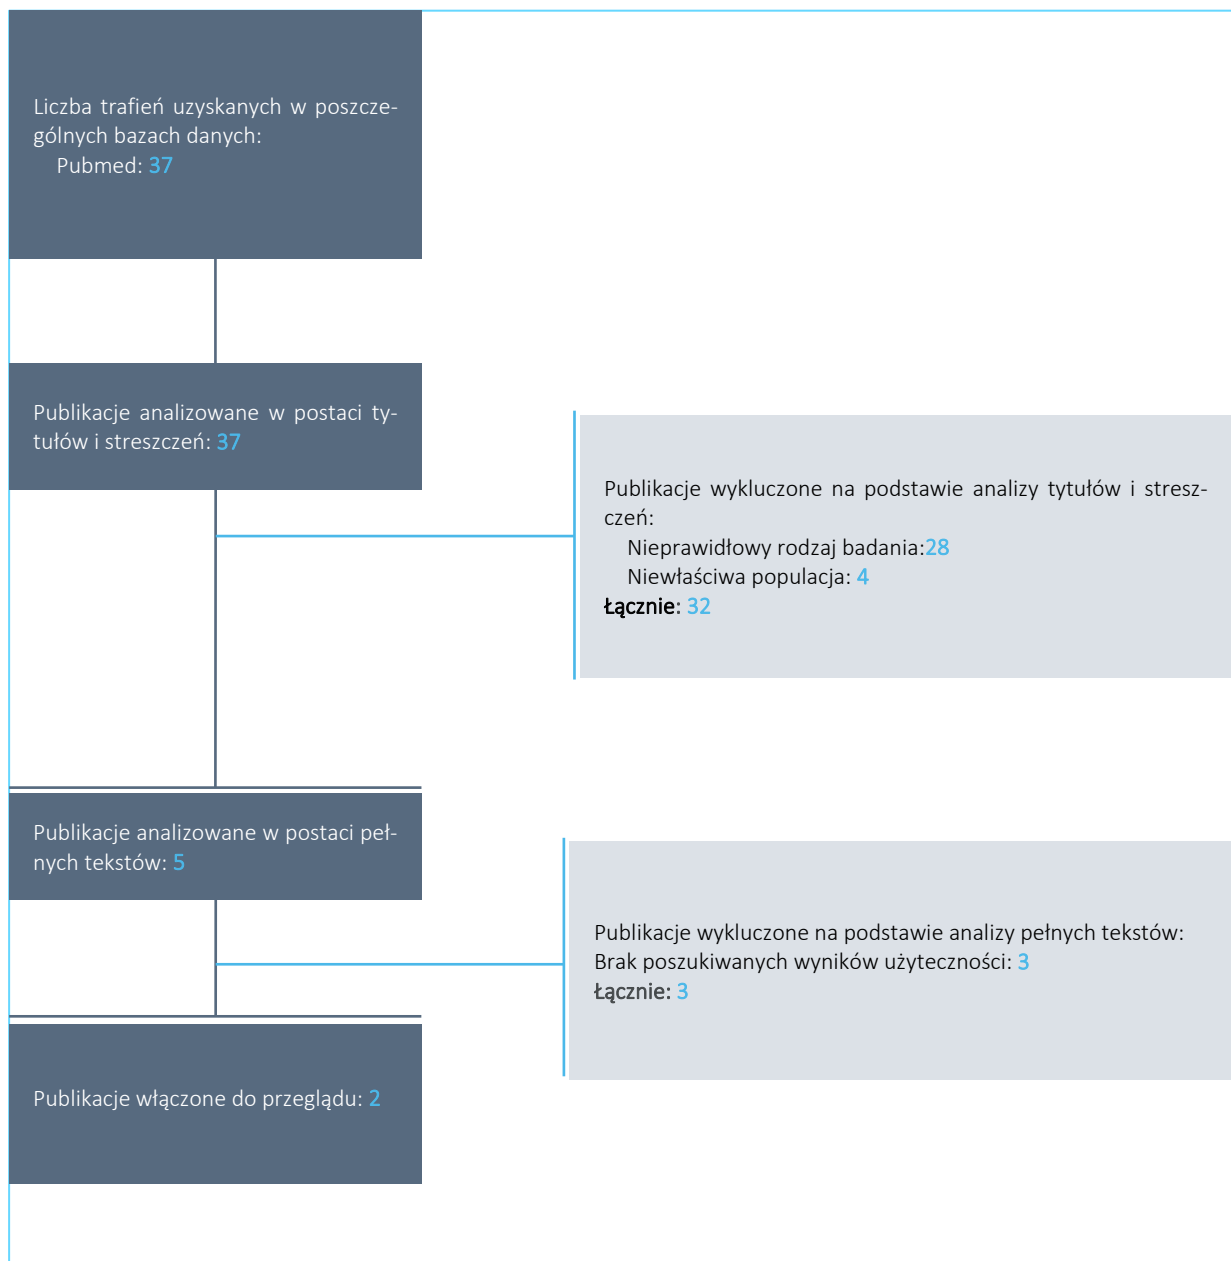 Liczba trafień uzyskanych w poszcze-
gólnych bazach danych:
Pubmed: 37
Publikacje analizowane w postaci ty-
tułów i streszczeń: 37
Publikacje wykluczone na podstawie analizy tytułów i stresz-
czeń:
Nieprawidłowy rodzaj badania:28
Niewłaściwa populacja: 4
Łącznie: 32
Publikacje analizowane w postaci peł-
nych tekstów: 5
Publikacje wykluczone na podstawie analizy pełnych tekstów:
Brak poszukiwanych wyników użyteczności: 3
Łącznie: 3
Publikacje włączone do przeglądu: 2